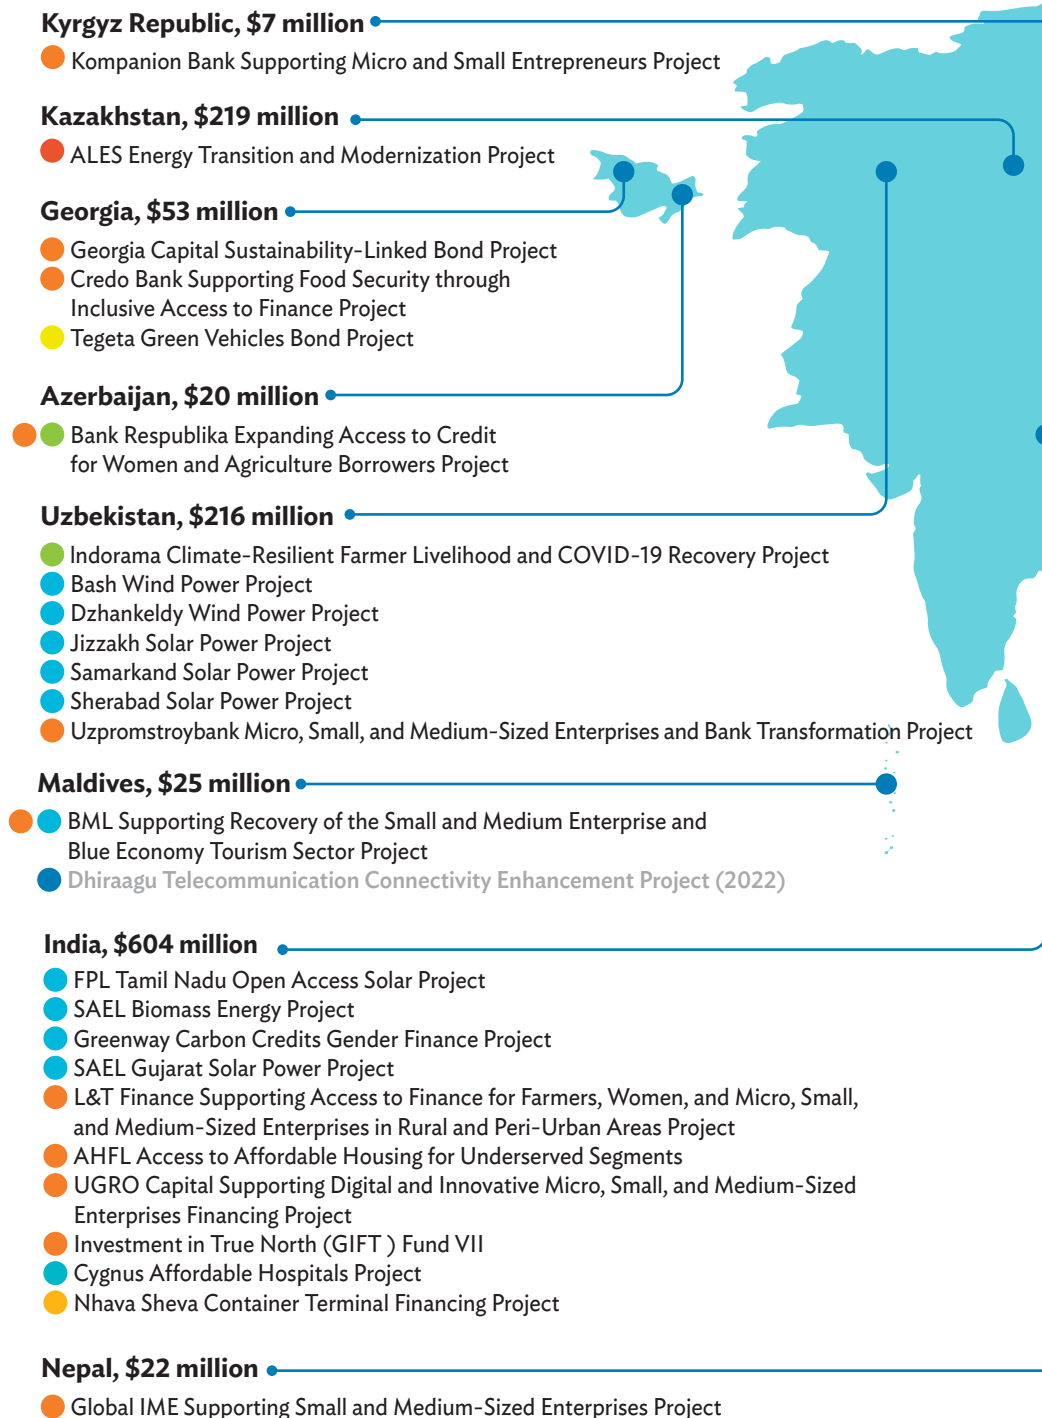 Kyrgyz Republic, $7 million
Kompanion Bank Supporting Micro and Small Entrepreneurs Project
Kazakhstan, $219 million
ALES Energy Transition and Modernization Project
Georgia, $53 million
Georgia Capital Sustainability-Linked Bond Project
Credo Bank Supporting Food Security through
Inclusive Access to Finance Project
Tegeta Green Vehicles Bond Project
Azerbaijan, $20 million
Bank Respublika Expanding Access to Credit
for Women and Agriculture Borrowers Project
Uzbekistan, $216 million
Indorama Climate-Resilient Farmer Livelihood and COVID-19 Recovery Project
Bash Wind Power Project
Dzhankeldy Wind Power Project
Jizzakh Solar Power Project
Samarkand Solar Power Project
Sherabad Solar Power Project
Uzpromstroybank Micro, Small, and Medium-Sized Enterprises and Bank Transformation Project
Maldives, $25 million
BML Supporting Recovery of the Small and Medium Enterprise and
Blue Economy Tourism Sector Project
Dhiraagu Telecommunication Connectivity Enhancement Project (2022)
India, $604 million
FPL Tamil Nadu Open Access Solar Project
SAEL Biomass Energy Project
Greenway Carbon Credits Gender Finance Project
SAEL Gujarat Solar Power Project
L&T Finance Supporting Access to Finance for Farmers, Women, and Micro, Small,
and Medium-Sized Enterprises in Rural and Peri-Urban Areas Project
AHFL Access to Affordable Housing for Underserved Segments
UGRO Capital Supporting Digital and Innovative Micro, Small, and Medium-Sized
Enterprises Financing Project
Investment in True North (GIFT ) Fund VII
Cygnus Affordable Hospitals Project
Nhava Sheva Container Terminal Financing Project
Nepal, $22 million
Global IME Supporting Small and Medium-Sized Enterprises Project